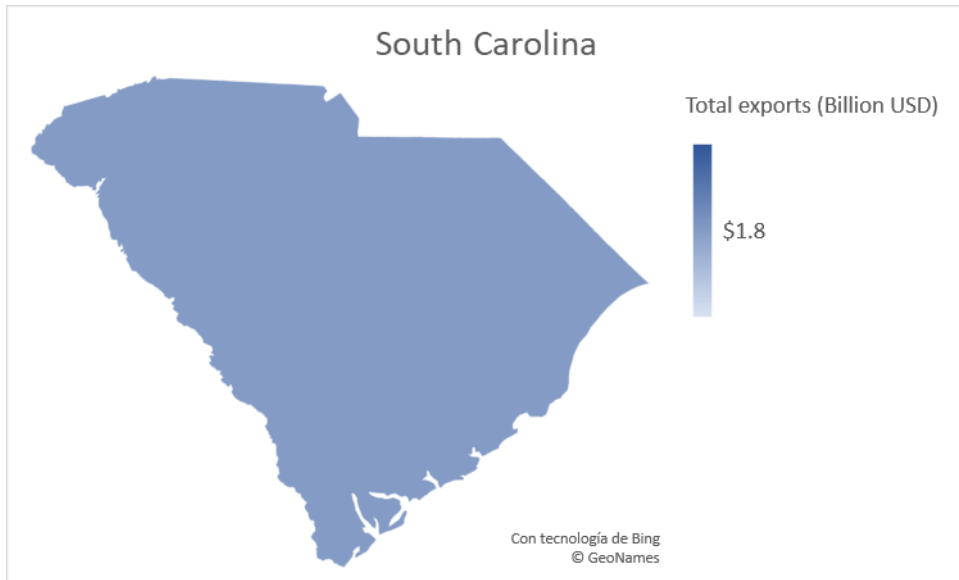 South Carolina
Total exports (Billion USD)
$1.8
Con tecnología de Bing
© GeoNames